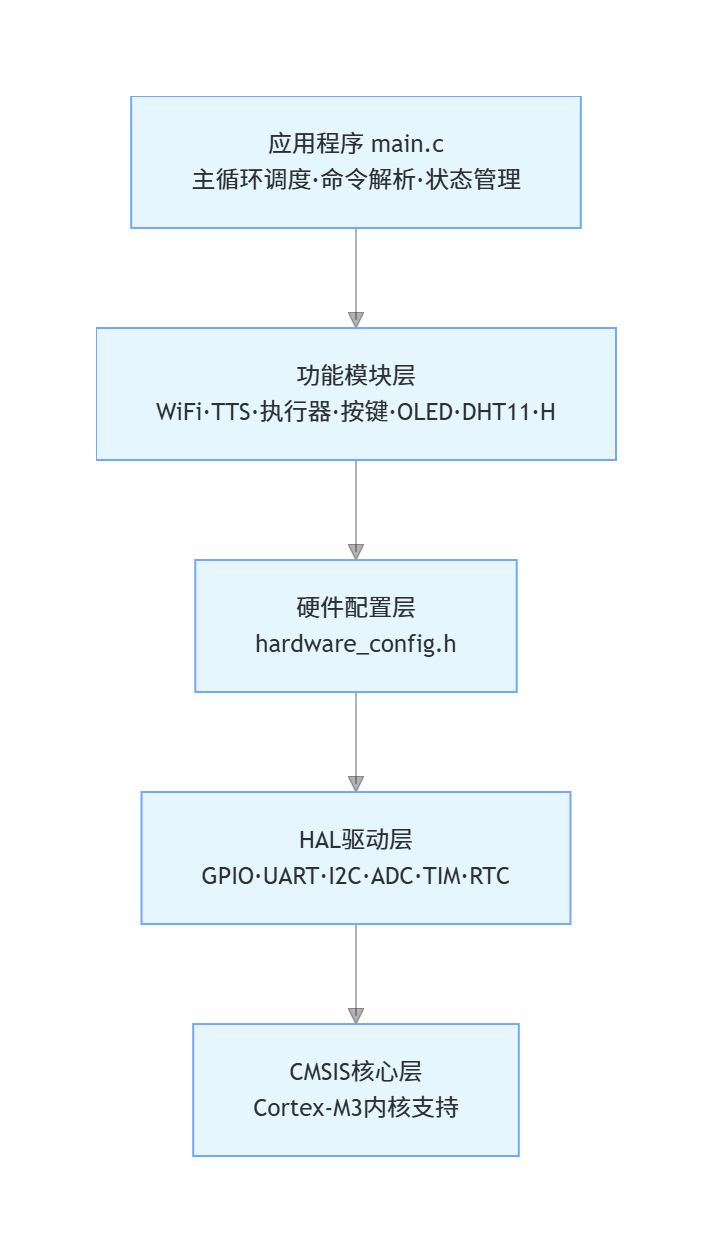 应用程序 main.c
主循环调度·命令解析·状态管理
功能模块层
WiFi·TTS·执行器·按键·OLED·DHT11·H
硬件配置层
hardware_config.h
HAL驱动层
GPIO·UART·I2C·ADC·TIM·RTC
CMSIS核心层
Cortex-M3内核支持